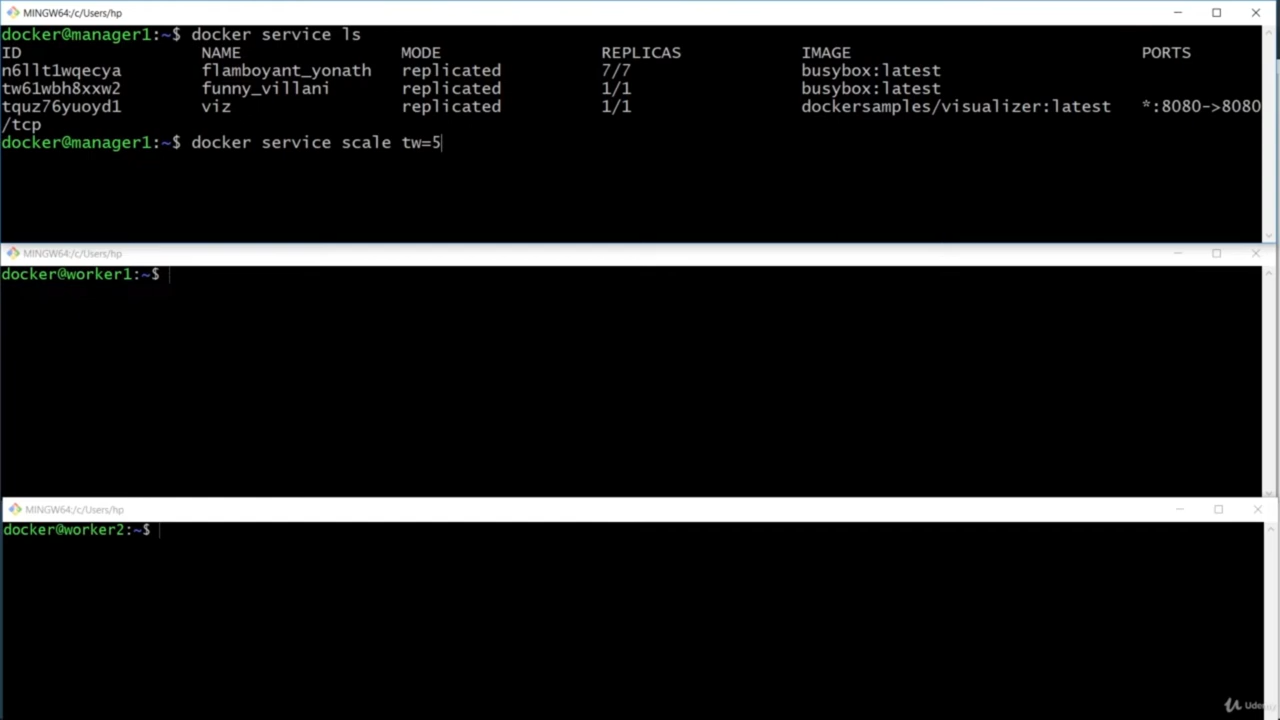 MINGW64:/c/Users/hp
docker@manager1:~$ docker service ls
ID NAME MODE REPLICAS IMAGE PORTS
n6llt1wqecya flamboyant_yonath replicated 7/7 busybox:latest
tw61wbh8xxw2 funny_villani replicated 1/1 busybox:latest
tquz76yuoyd1 viz replicated 1/1 dockersamples/visualizer:latest *:8080->8080
/tcp
docker@manager1:~$ docker service scale tw=5
MINGW64:/c/Users/hp
docker@worker1:~$
MINGW64:/c/Users/hp
docker@worker2:~$